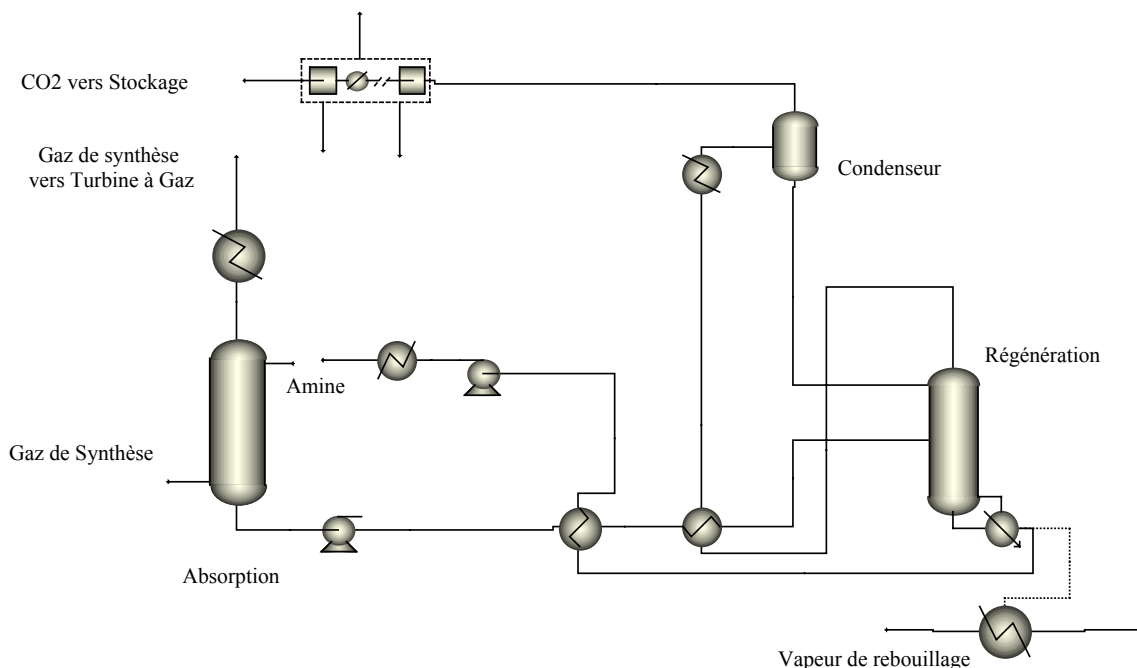 CO2 vers Stockage
Gaz de synthèse
vers Turbine à Gaz
Condenseur
Régénération
Amine
Gaz de Synthèse
Absorption
Vapeur de rebouillage